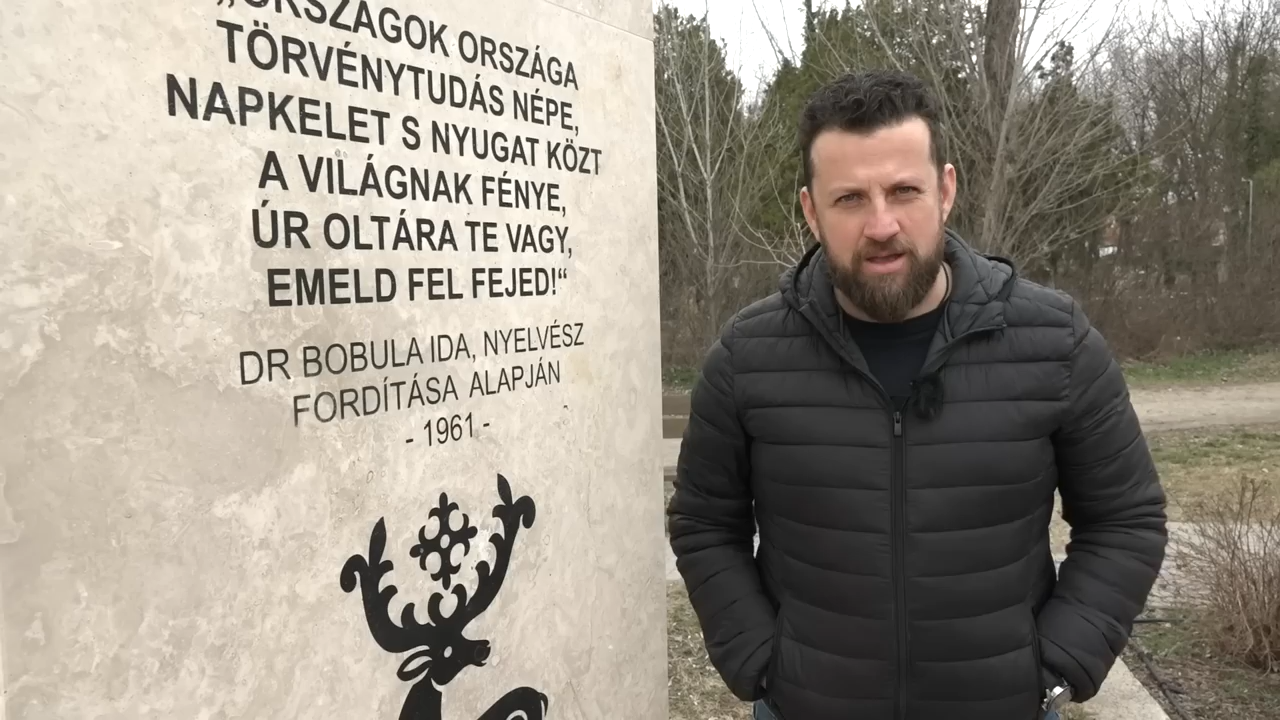 „ORSZÁGOK ORSZÁGA
TÖRVÉNYTUDÁS NÉPE,
NAPKELET S NYUGAT KÖZT
A VILÁGNAK FÉNYE,
ÚR OLTÁRA TE VAGY,
EMELD FEL FEJED!“
DR BOBULA IDA, NYELVÉSZ
FORDÍTÁSA ALAPJÁN
- 1961 -